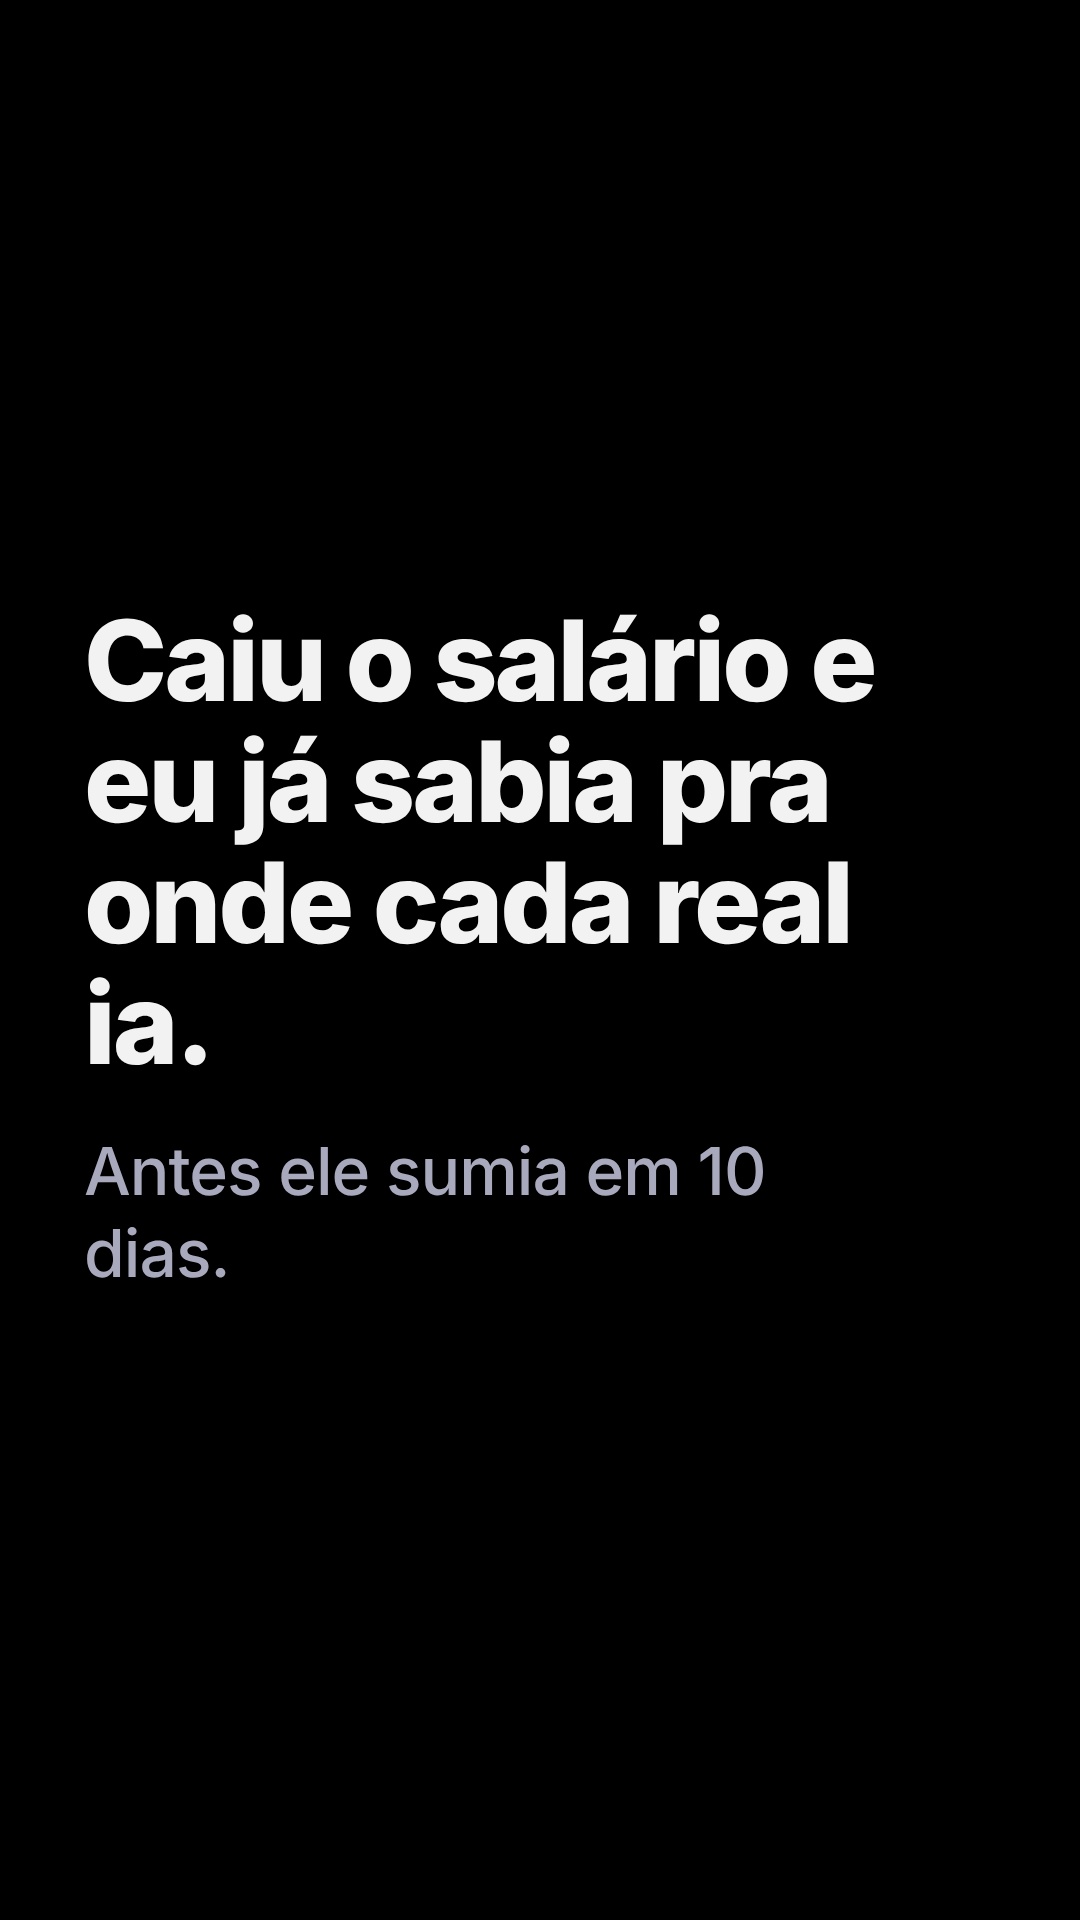 Caiu o salário e
eu já sabia pra
onde cada real
ia.
Antes ele sumia em 10
dias.